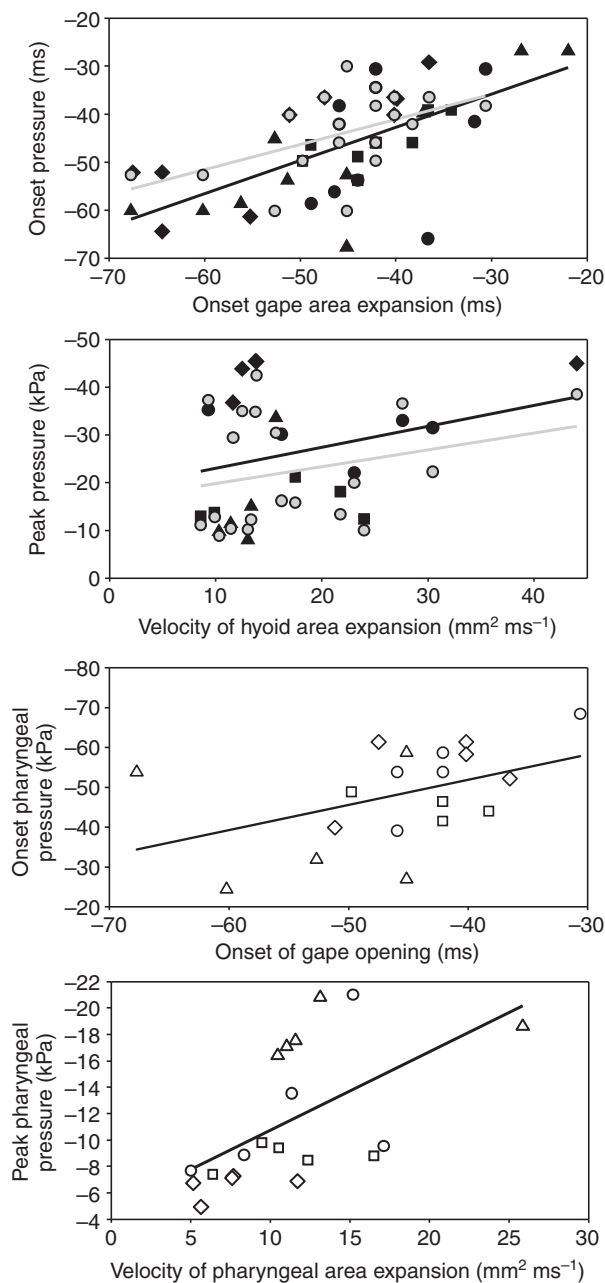 –20
–30
–40
–50
–60
–70
Onset pressure (ms)
–70 –60 –50 –40 –30 –20
Onset gape area expansion (ms)
–50
–40
–30
–20
–10
0
Peak pressure (kPa)
0 10 20 30 40
Velocity of hyoid area expansion (mm² ms⁻¹)
–80
–70
–60
–50
–40
–30
–20
Onset pharyngeal
pressure (kPa)
–70 –60 –50 –40 –30
Onset of gape opening (ms)
–22
–20
–18
–16
–14
–12
–10
–8
–6
–4
Peak pharyngeal
pressure (kPa)
0 5 10 15 20 25 30
Velocity of pharyngeal area expansion (mm² ms⁻¹)